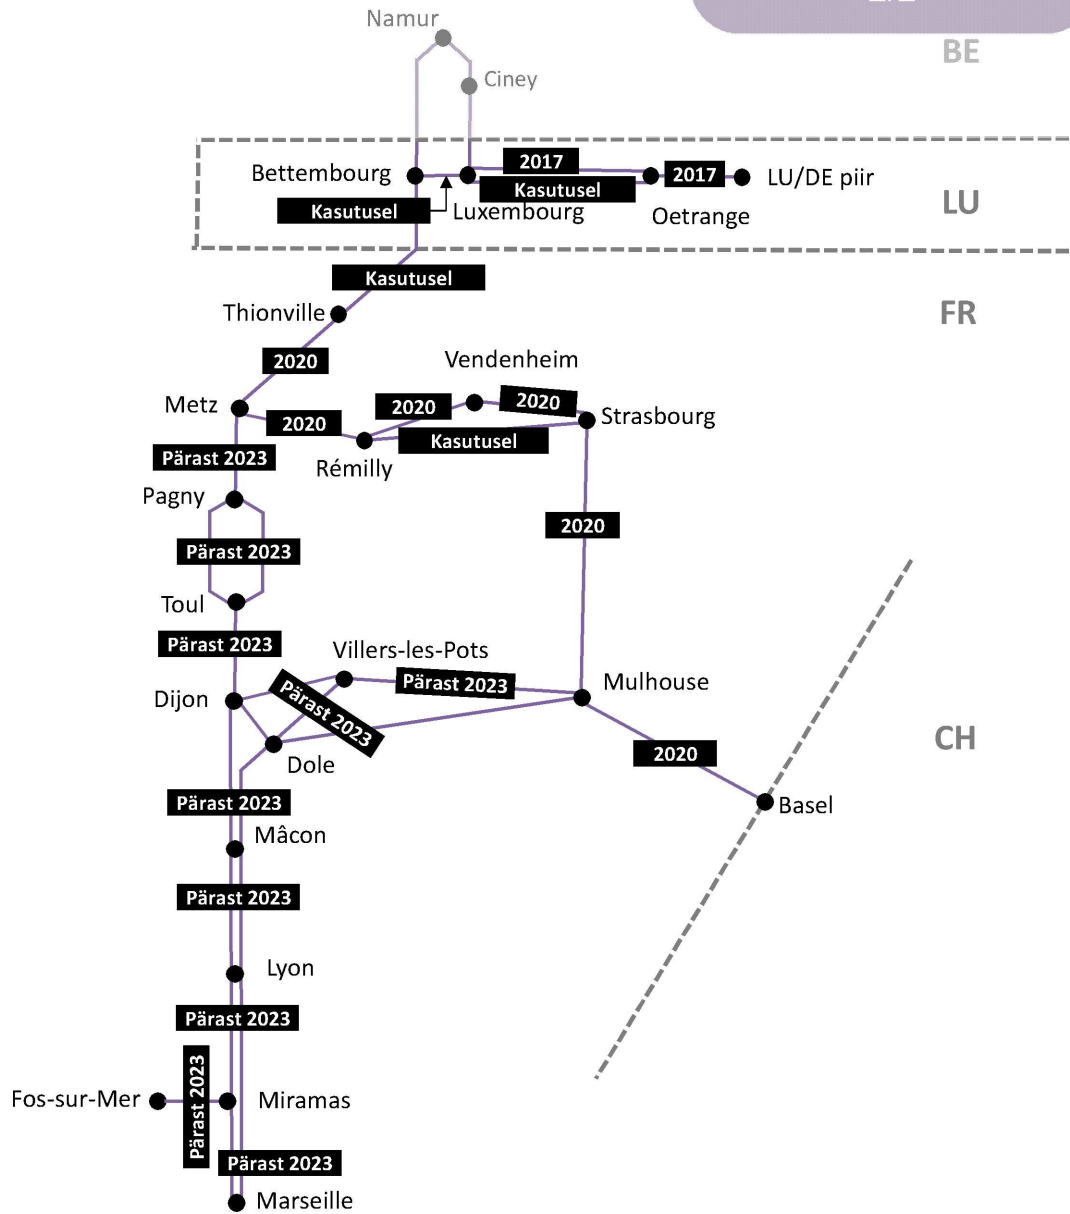 Namur
BE
Ciney
Bettembourg
2017
2017
LU/DE piir
Kasutusel
Kasutusel
Luxembourg
Oetrange
LU
Kasutusel
Thionville
FR
2020
Vendenheim
Metz
2020
2020
2020
Strasbourg
Kasutusel
Rémilly
Pärast 2023
Pagny
2020
Pärast 2023
Toul
Pärast 2023
Villers-les-Pots
Pärast 2023
Mulhouse
Dijon
Pärast 2023
CH
2020
Dole
Pärast 2023
Basel
Mâcon
Pärast 2023
Lyon
Pärast 2023
Fos-sur-Mer
Pärast 2023
Miramas
Pärast 2023
Marseille